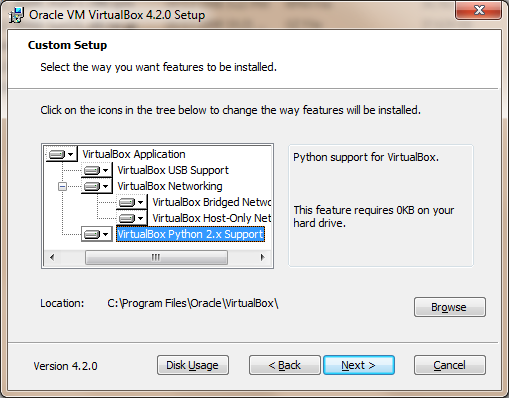 Oracle VM VirtualBox 4.2.0 Setup
Custom Setup
Select the way you want features to be installed.
Click on the icons in the tree below to change the way features will be installed.
VirtualBox Application
VirtualBox USB Support
VirtualBox Networking
VirtualBox Bridged Netwo
VirtualBox Host-Only Net
VirtualBox Python 2.x Support
Python support for VirtualBox.
This feature requires 0KB on your
hard drive.
Location: C:\Program Files\Oracle\VirtualBox\
Browse
Version 4.2.0
Disk Usage
< Back
Next >
Cancel